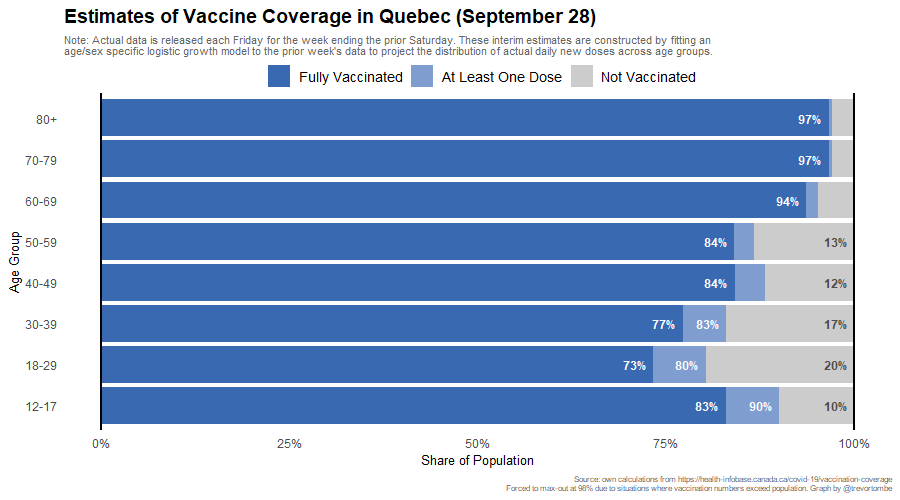 Estimates of Vaccine Coverage in Quebec (September 28)
Note: Actual data is released each Friday for the week ending the prior Saturday. These interim estimates are constructed by fitting an
age/sex specific logistic growth model to the prior week's data to project the distribution of actual daily new doses across age groups.
Fully Vaccinated At Least One Dose Not Vaccinated
80+ 97%
70-79 97%
60-69 94%
50-59 84% 13%
40-49 84% 12%
30-39 77% 83% 17%
18-29 73% 80% 20%
12-17 83% 90% 10%
Age Group
0% 25% 50% 75% 100%
Share of Population
Source: own calculations from https://health-infobase.canada.ca/covid-19/vaccination-coverage
Forced to max-out at 98% due to situations where vaccination numbers exceed population. Graph by @trevortombe